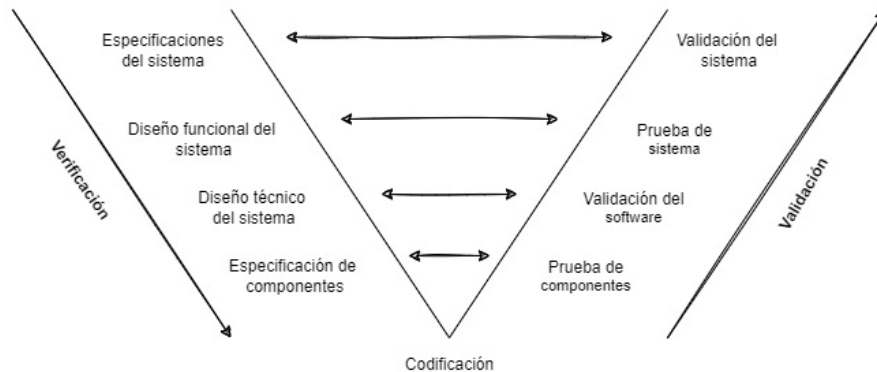 Especificaciones
del sistema
Validación del
sistema
Diseño funcional del
sistema
Prueba de
sistema
Verificación
Validación
Diseño técnico
del sistema
Validación del
software
Especificación de
componentes
Prueba de
componentes
Codificación